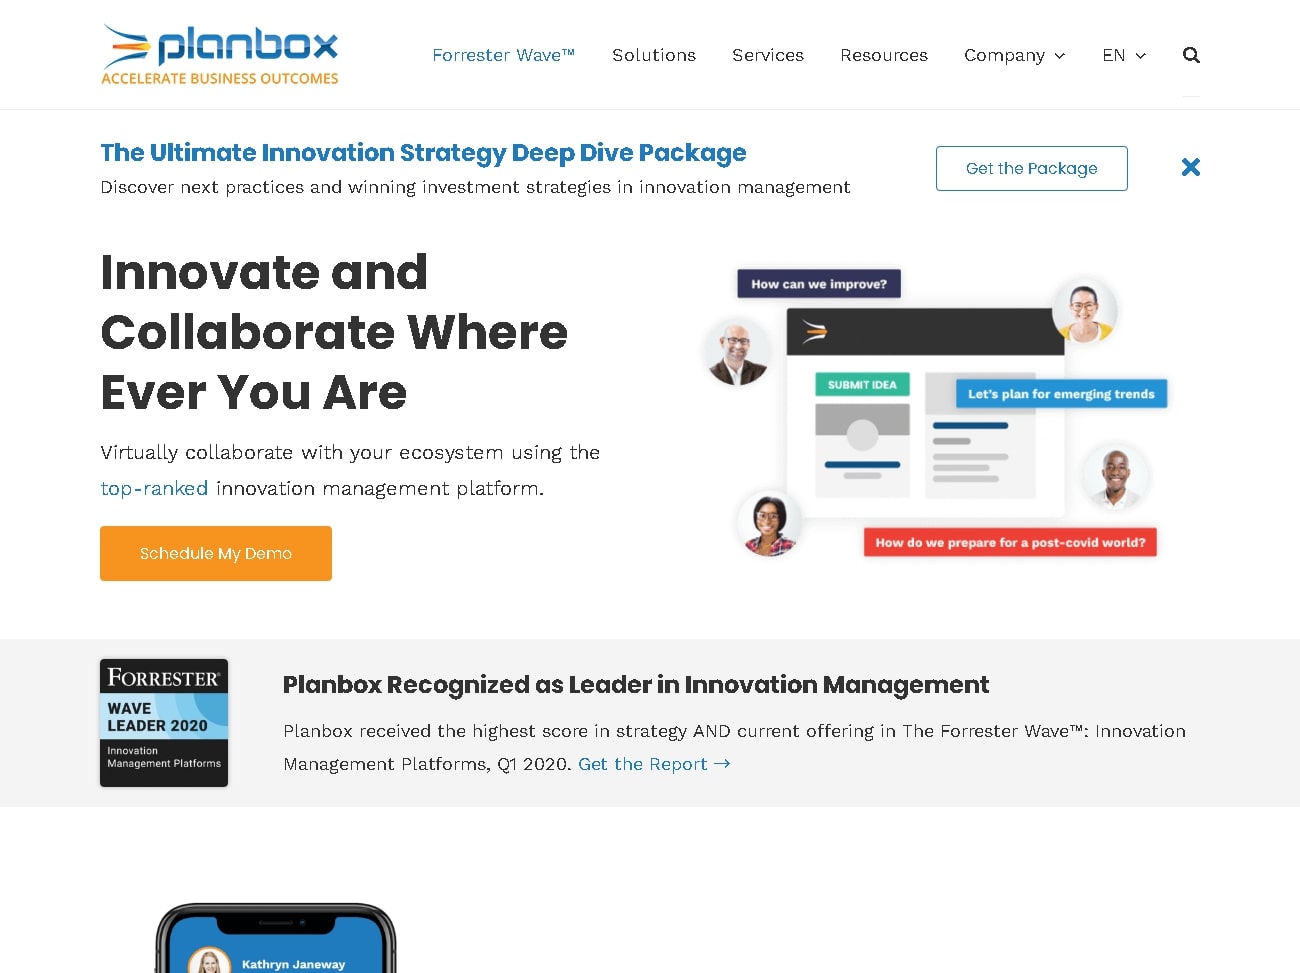 planbox
ACCELERATE BUSINESS OUTCOMES
Forrester Wave™
Solutions
Services
Resources
Company
EN
The Ultimate Innovation Strategy Deep Dive Package
Discover next practices and winning investment strategies in innovation management
Get the Package
Innovate and
Collaborate Where
Ever You Are
Virtually collaborate with your ecosystem using the
top-ranked innovation management platform.
Schedule My Demo
How can we improve?
SUBMIT IDEA
Let's plan for emerging trends
How do we prepare for a post-covid world?
FORRESTER®
WAVE
LEADER 2020
Innovation
Management Platforms
Planbox Recognized as Leader in Innovation Management
Planbox received the highest score in strategy AND current offering in The Forrester Wave™: Innovation
Management Platforms, Q1 2020. Get the Report →
Kathryn Janeway